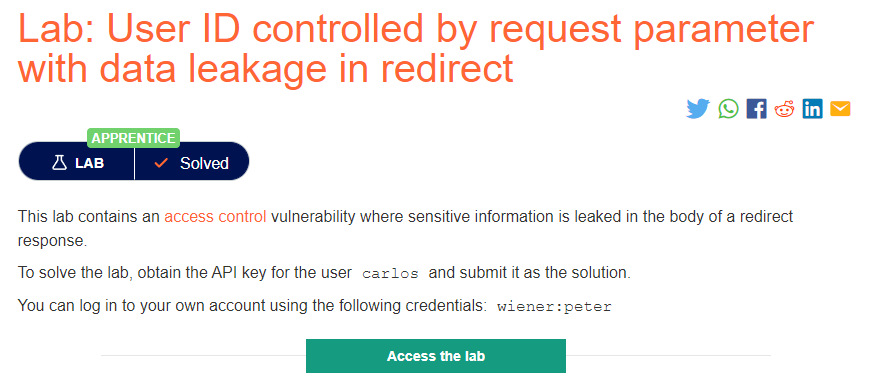 Lab: User ID controlled by request parameter
with data leakage in redirect
APPRENTICE
LAB
Solved
This lab contains an access control vulnerability where sensitive information is leaked in the body of a redirect
response.
To solve the lab, obtain the API key for the user carlos and submit it as the solution.
You can log in to your own account using the following credentials: wiener:peter
Access the lab